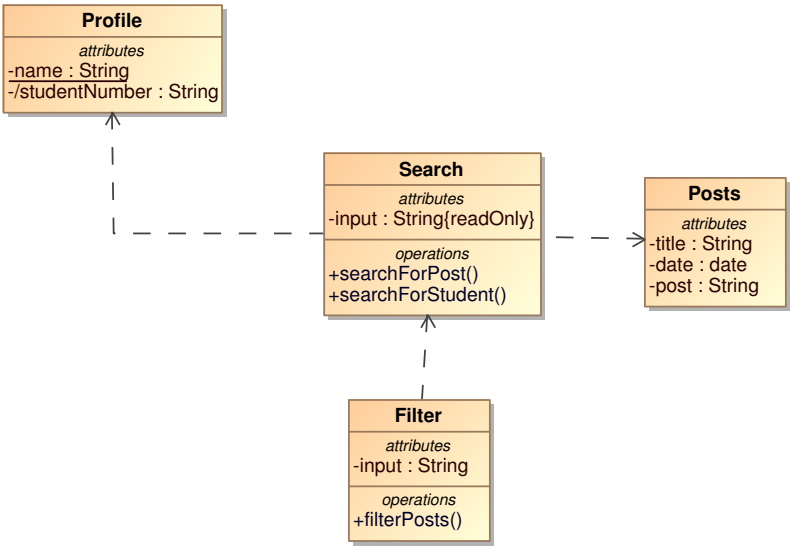 Profile
attributes
-name : String
-/studentNumber : String
Search
attributes
-input : String{readOnly}
operations
+searchForPost()
+searchForStudent()
Posts
attributes
-title : String
-date : date
-post : String
Filter
attributes
-input : String
operations
+filterPosts()